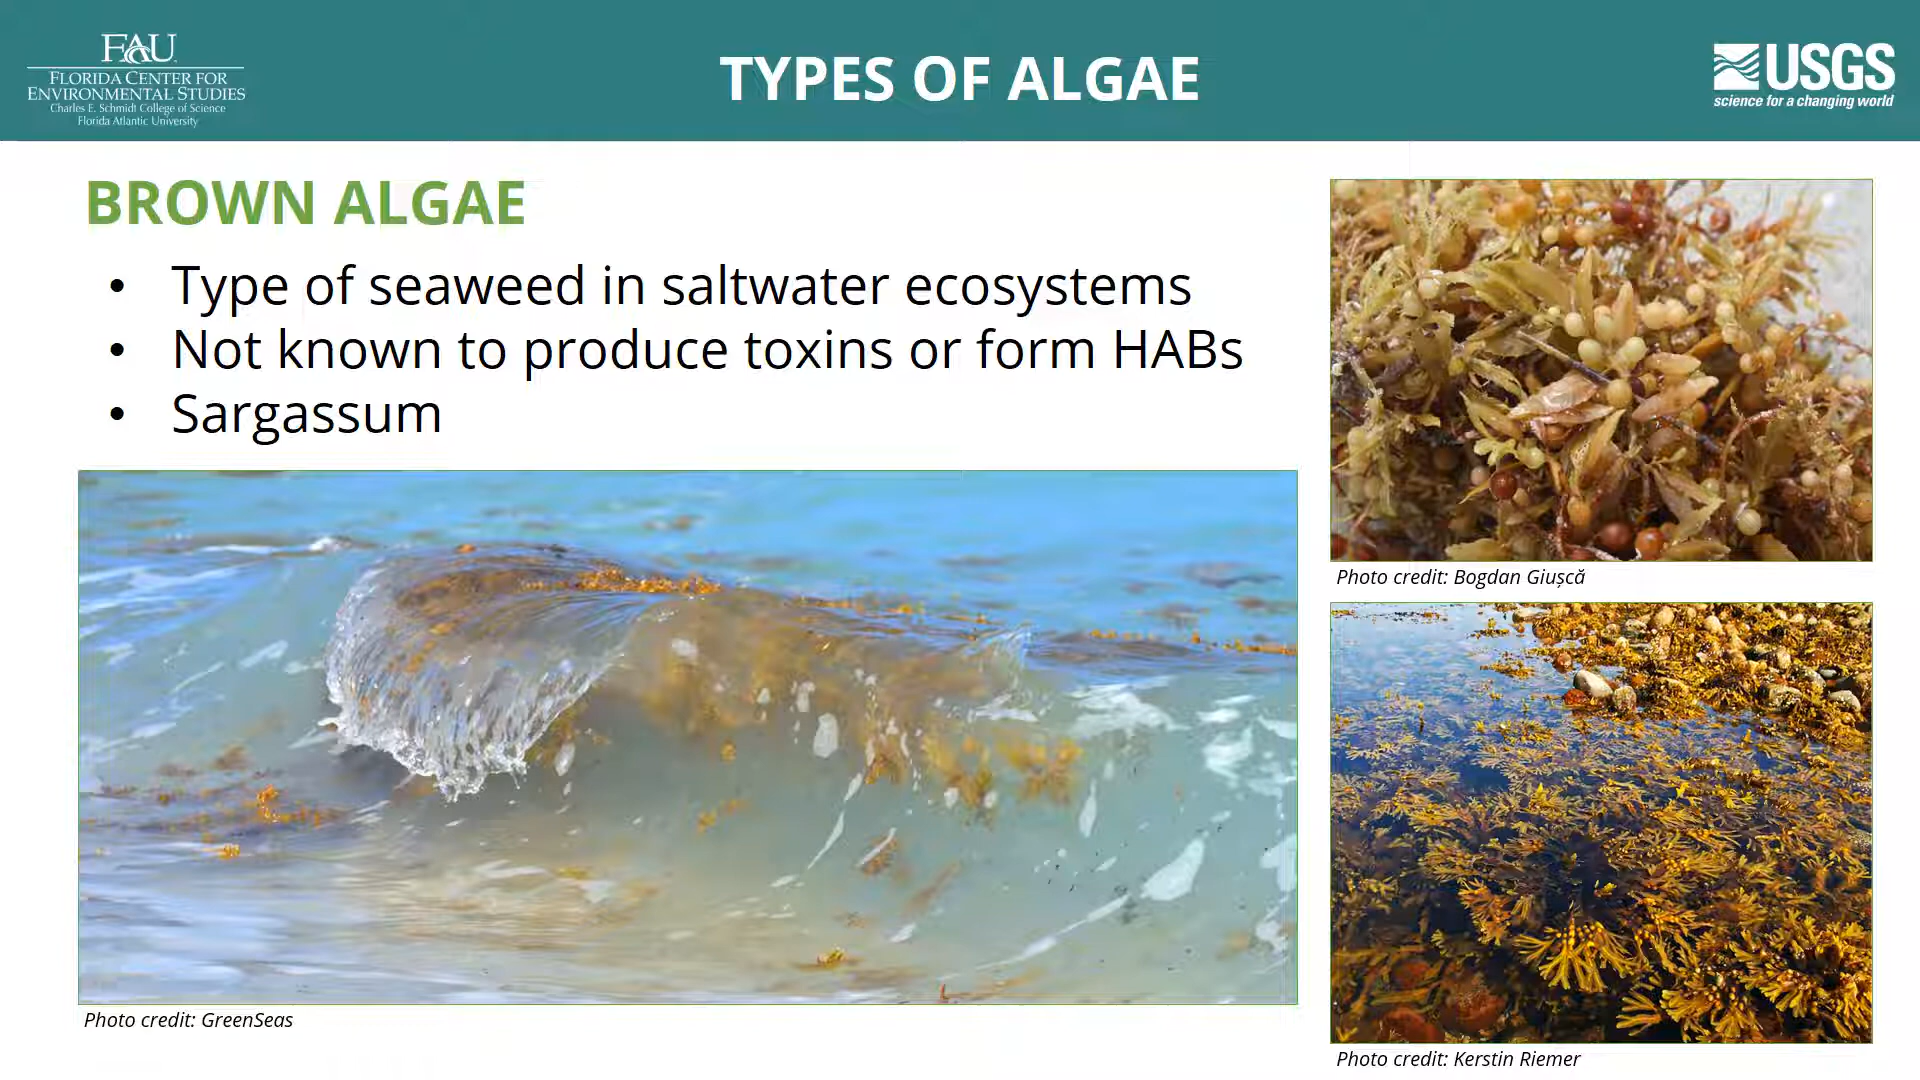 FAU
FLORIDA CENTER FOR
ENVIRONMENTAL STUDIES
Charles E. Schmidt College of Science
Florida Atlantic University
TYPES OF ALGAE
USGS
science for a changing world
BROWN ALGAE
• Type of seaweed in saltwater ecosystems
• Not known to produce toxins or form HABs
• Sargassum
Photo credit: Bogdan Giușcă
Photo credit: GreenSeas
Photo credit: Kerstin Riemer